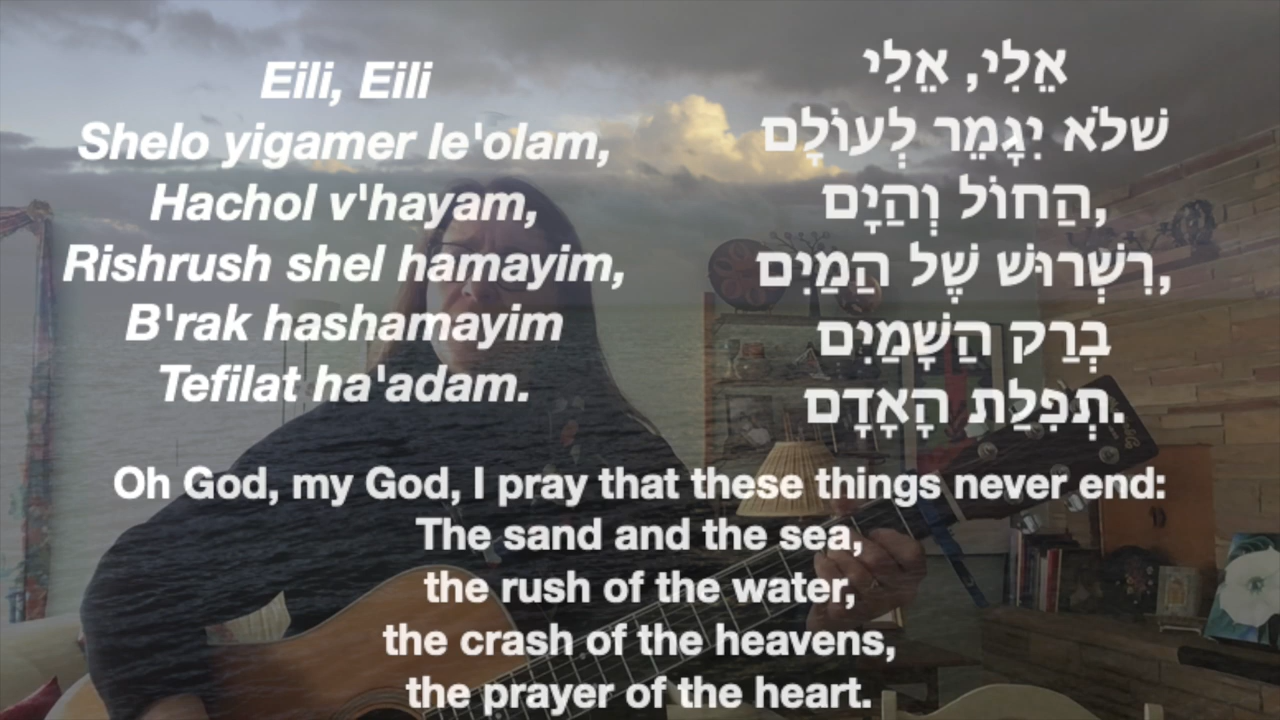 Eili, Eili
Shelo yigamer le'olam,
Hachol v'hayam,
Rishrush shel hamayim,
B'rak hashamayim
Tefilat ha'adam.
אֵלִי, אֵלִי
שׁלֹא יִגָּמֵר לְעוֹלָם
הַחוֹל וְהַיָּם,
רִשְׁרוּשׁ שֶׁל הַמַּיִם,
בְּרַק הַשָּׁמַיִם
תְּפִלַּת הָאָדָם.
Oh God, my God, I pray that these things never end:
The sand and the sea,
the rush of the water,
the crash of the heavens,
the prayer of the heart.